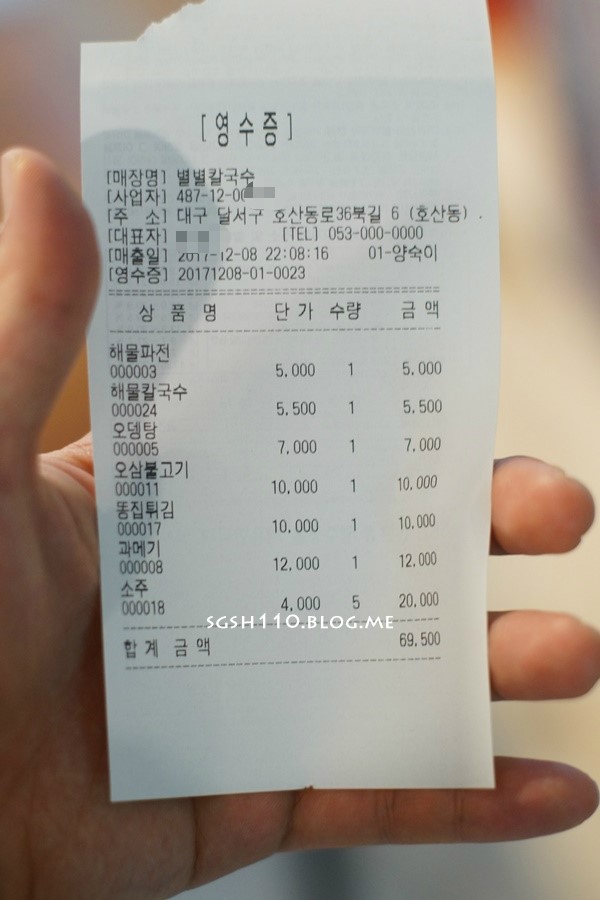 [영수증]
[매장명] 별별칼국수
[사업자] 487-12-00
[주 소] 대구 달서구 호산동로36북길 6 (호산동) .
[대표자] [TEL] 053-000-0000
[매출일] 2017-12-08 22:08:16 01-양숙이
[영수증] 20171208-01-0023
상 품 명 단 가 수량 금 액
해물파전
000003 5,000 1 5,000
해물칼국수
000024 5,500 1 5,500
오뎅탕
000005 7,000 1 7,000
오삼불고기
000011 10,000 1 10,000
똥집튀김
000017 10,000 1 10,000
과메기
000008 12,000 1 12,000
소주
000018 4,000 5 20,000
SGSH110.BLOG.ME
합 계 금 액 69,500